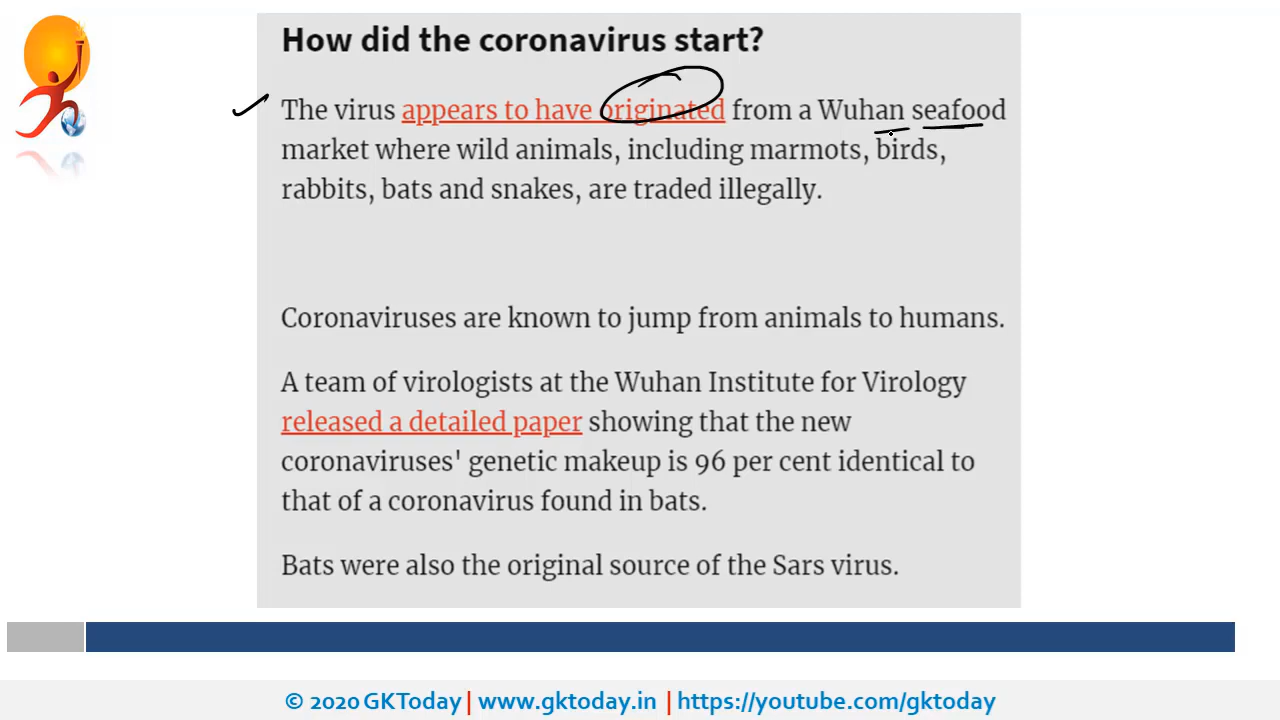 How did the coronavirus start?
The virus appears to have originated from a Wuhan seafood
market where wild animals, including marmots, birds,
rabbits, bats and snakes, are traded illegally.
Coronaviruses are known to jump from animals to humans.
A team of virologists at the Wuhan Institute for Virology
released a detailed paper showing that the new
coronaviruses' genetic makeup is 96 per cent identical to
that of a coronavirus found in bats.
Bats were also the original source of the Sars virus.
© 2020 GKToday | www.gktoday.in | https://youtube.com/gktoday